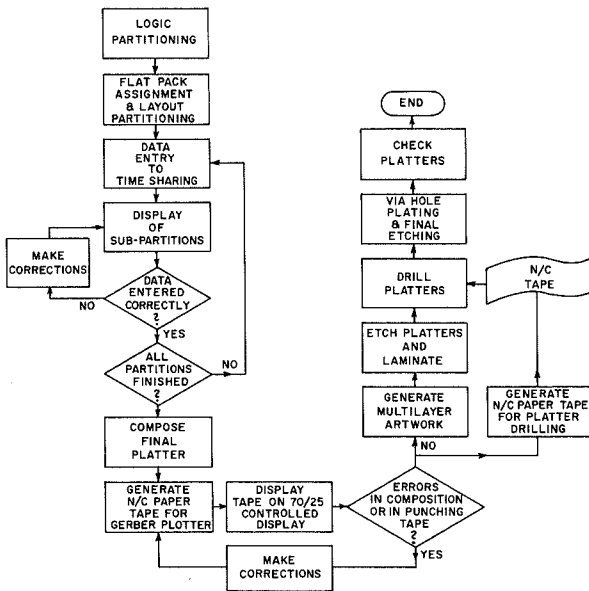 LOGIC
PARTITIONING
FLAT PACK
ASSIGNMENT
& LAYOUT
PARTITIONING
DATA
ENTRY
TO
TIME SHARING
DISPLAY
OF
SUB-PARTITIONS
MAKE
CORRECTIONS
DATA
ENTERED
CORRECTLY
?
NO
YES
ALL
PARTITIONS
FINISHED
?
NO
COMPOSE
FINAL
PLATTER
GENERATE
N/C PAPER
TAPE FOR
GERBER PLOTTER
DISPLAY
TAPE ON 70/25
CONTROLLED
DISPLAY
ERRORS
IN COMPOSITION
OR IN PUNCHING
TAPE
?
YES
MAKE
CORRECTIONS
NO
GENERATE
MULTILAYER
ARTWORK
GENERATE
N/C PAPER TAPE
FOR PLATTER
DRILLING
ETCH PLATTERS
AND
LAMINATE
N/C
TAPE
DRILL
PLATTERS
VIA HOLE
PLATING
& FINAL
ETCHING
CHECK
PLATTERS
END